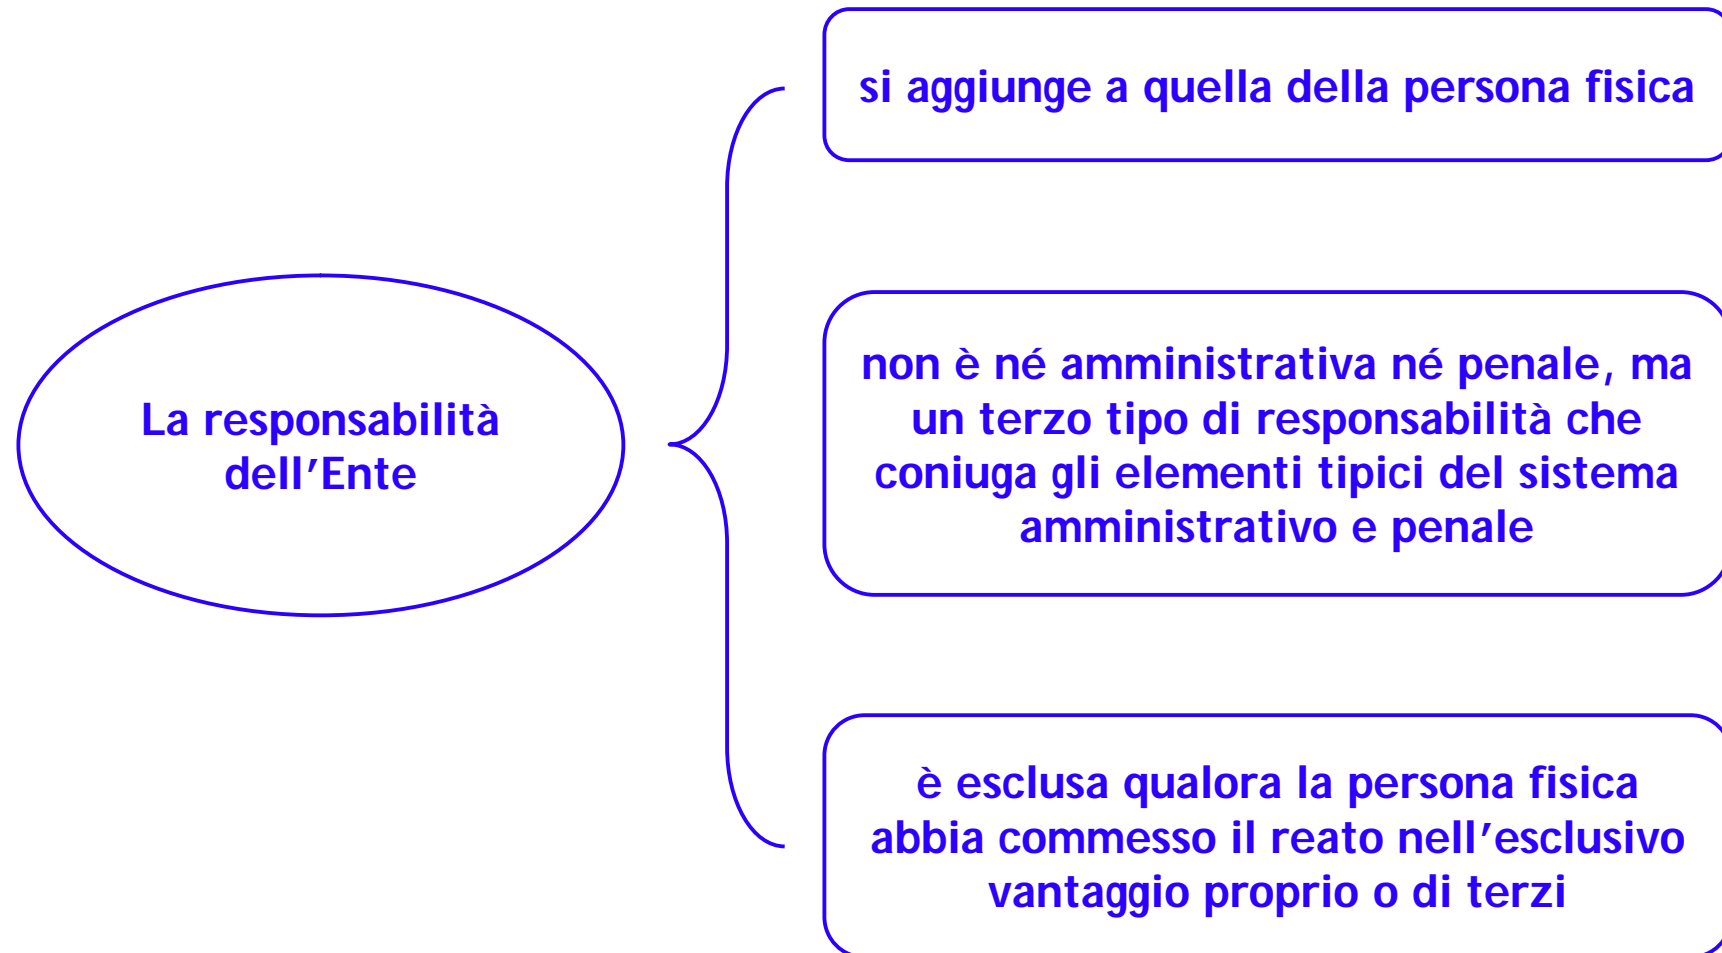 La responsabilità
dell'Ente
si aggiunge a quella della persona fisica
non è né amministrativa né penale, ma
un terzo tipo di responsabilità che
coniuga gli elementi tipici del sistema
amministrativo e penale
è esclusa qualora la persona fisica
abbia commesso il reato nell'esclusivo
vantaggio proprio o di terzi